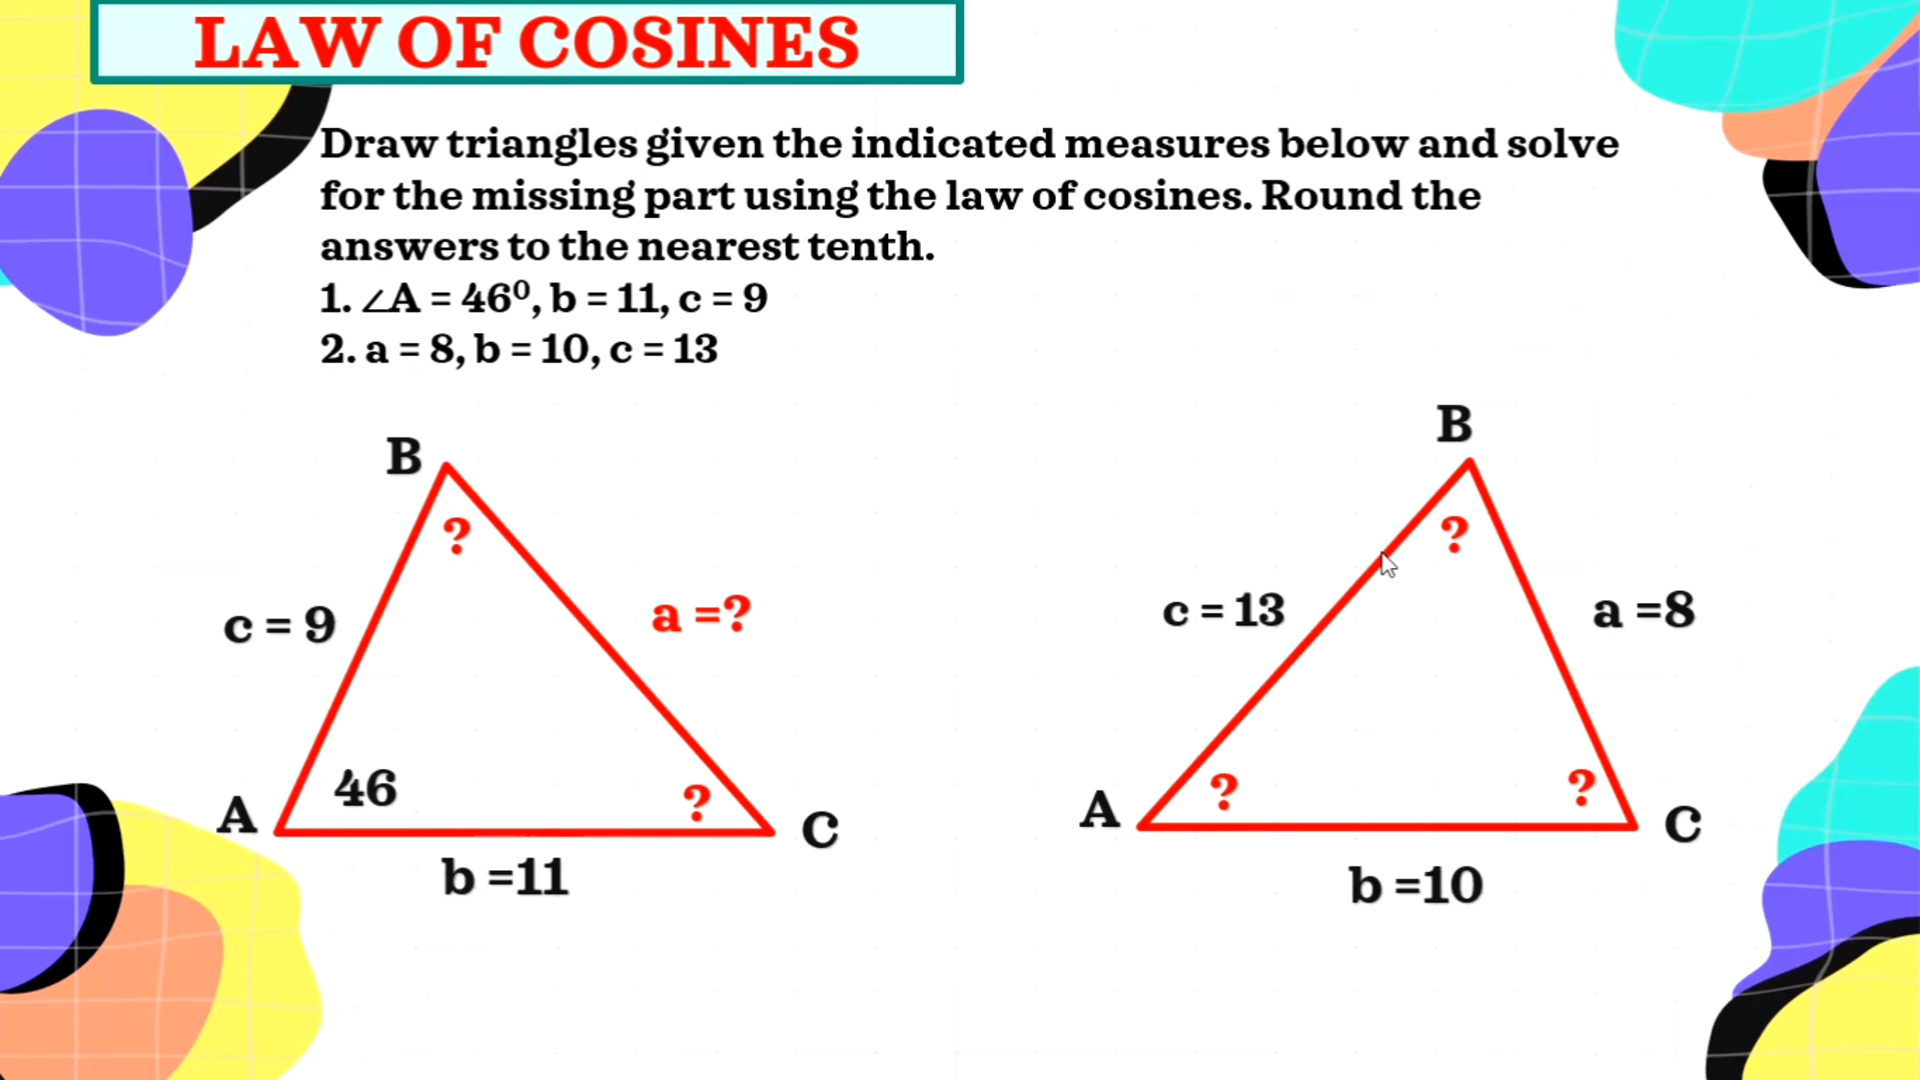 LAW OF COSINES
Draw triangles given the indicated measures below and solve
for the missing part using the law of cosines. Round the
answers to the nearest tenth.
1. ∠A = 46⁰, b = 11, c = 9
2. a = 8, b = 10, c = 13
B
?
c = 9
a =?
46
?
A
C
b =11
B
?
c = 13
a =8
?
?
A
C
b =10